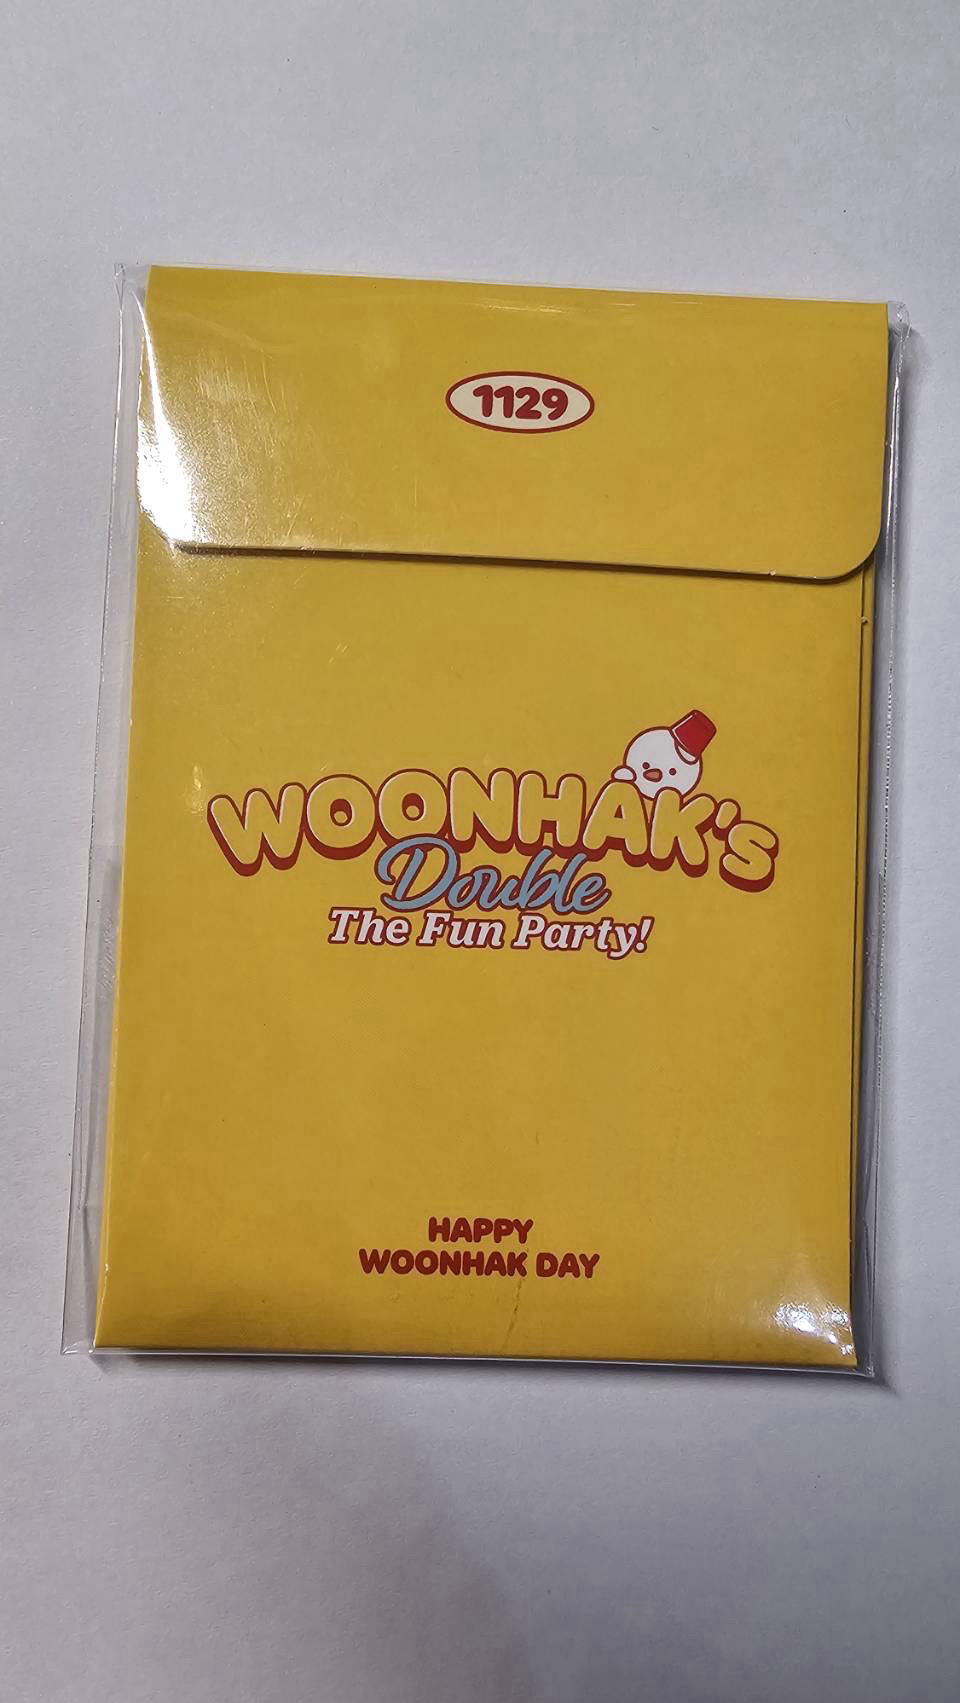 1129
WOONHAK'S
Double
The Fun Party!
HAPPY
WOONHAK DAY